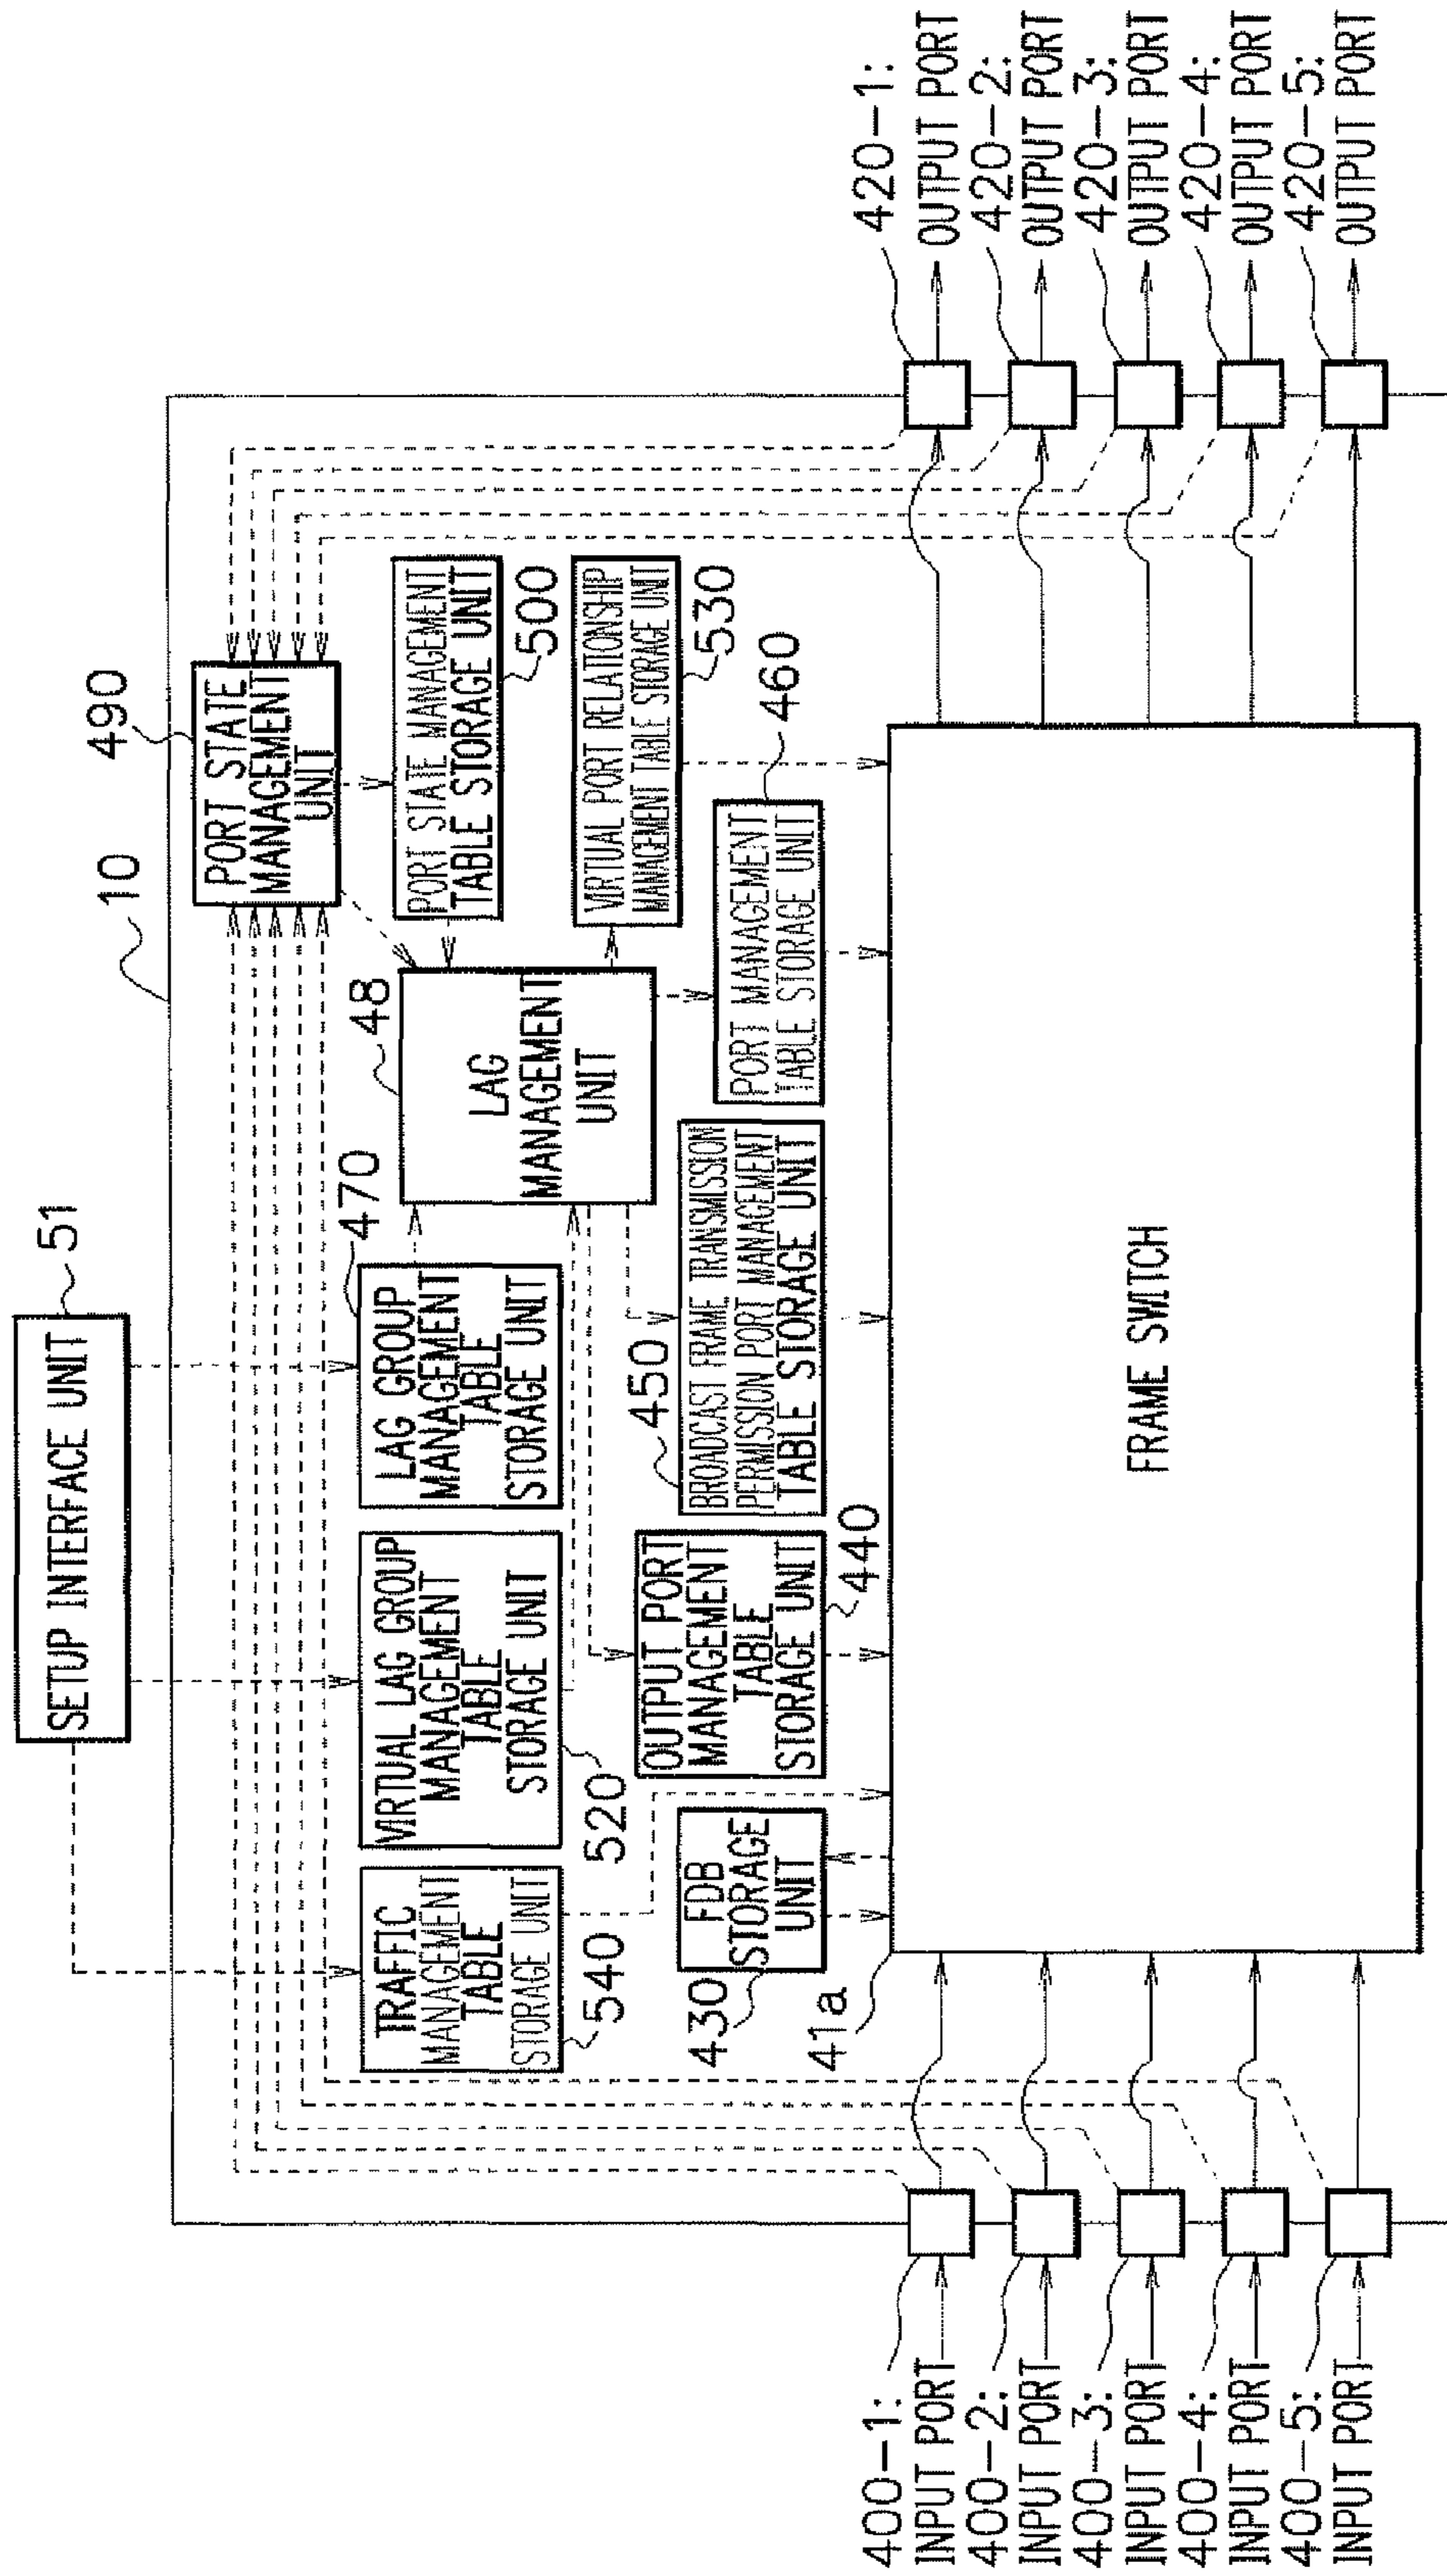 SETUP INTERFACE UNIT
51
10
490
PORT STATE
MANAGEMENT
UNIT
TRAFFIC
MANAGEMENT
TABLE
STORAGE UNIT
540
VIRTUAL LAG GROUP
MANAGEMENT
TABLE
STORAGE UNIT
520
LAG GROUP
MANAGEMENT
TABLE
STORAGE UNIT
470
48
LAG
MANAGEMENT
UNIT
PORT STATE MANAGEMENT
TABLE STORAGE UNIT
500
VIRTUAL PORT RELATIONSHIP
MANAGEMENT TABLE STORAGE UNIT
530
FDB
STORAGE
UNIT
430
OUTPUT PORT
MANAGEMENT
TABLE
STORAGE UNIT
440
450
BROADCAST FRAME TRANSMISSION
PERMISSION PORT MANAGEMENT
TABLE STORAGE UNIT
460
PORT MANAGEMENT
TABLE STORAGE UNIT
41a
FRAME SWITCH
400-1:
INPUT PORT
400-2:
INPUT PORT
400-3:
INPUT PORT
400-4:
INPUT PORT
400-5:
INPUT PORT
420-1:
OUTPUT PORT
420-2:
OUTPUT PORT
420-3:
OUTPUT PORT
420-4:
OUTPUT PORT
420-5:
OUTPUT PORT